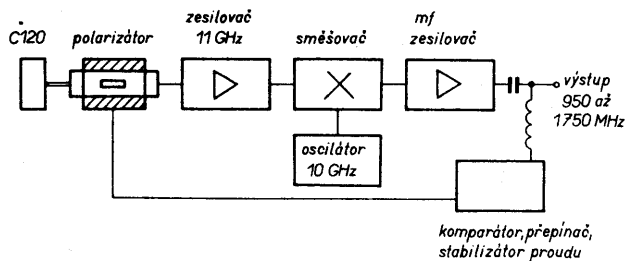 C120
polarizátor
zesilovač
11 GHz
směšovač
mf
zesilovač
výstup
950 až
1750 MHz
oscilátor
10 GHz
komparátor, přepínač,
stabilizátor proudu